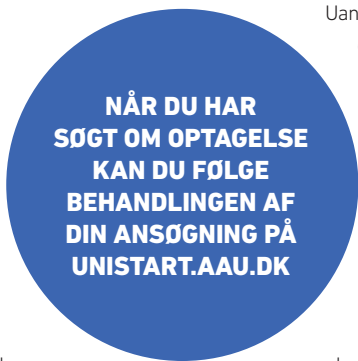 Uan
NÅR DU HAR
SØGT OM OPTAGELSE
KAN DU FØLGE
BEHANDLINGEN AF
DIN ANSØGNING PÅ
UNISTART.AAU.DK